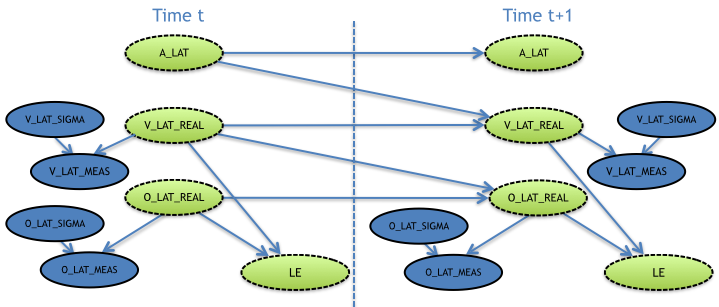 Time t
Time t+1
A_LAT
A_LAT
V_LAT_SIGMA
V_LAT_REAL
V_LAT_REAL
V_LAT_SIGMA
V_LAT_MEAS
V_LAT_MEAS
O_LAT_REAL
O_LAT_REAL
O_LAT_SIGMA
O_LAT_SIGMA
O_LAT_MEAS
LE
O_LAT_MEAS
LE